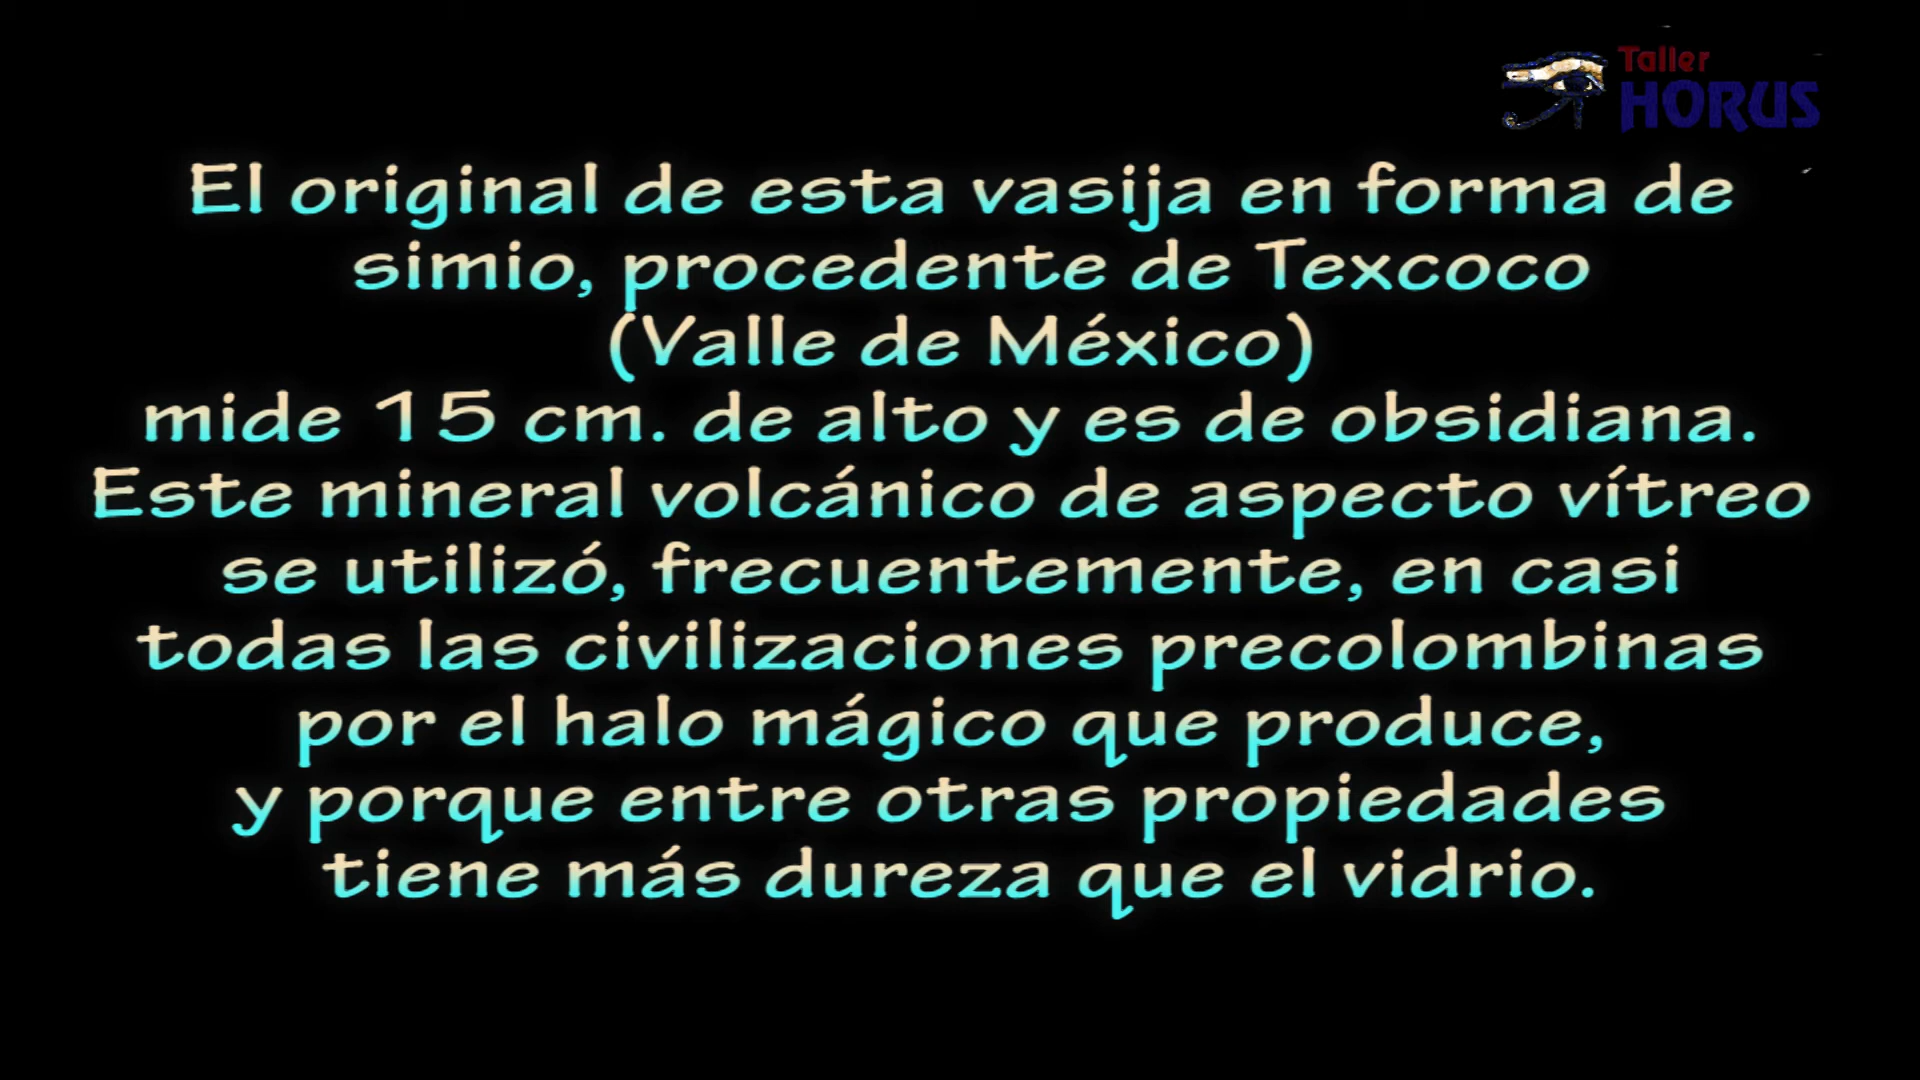 Taller
HORUS
El original de esta vasija en forma de
simio, procedente de Texcoco
(Valle de México)
mide 15 cm. de alto y es de obsidiana.
Este mineral volcánico de aspecto vítreo
se utilizó, frecuentemente, en casi
todas las civilizaciones precolombinas
por el halo mágico que produce,
y porque entre otras propiedades
tiene más dureza que el vidrio.